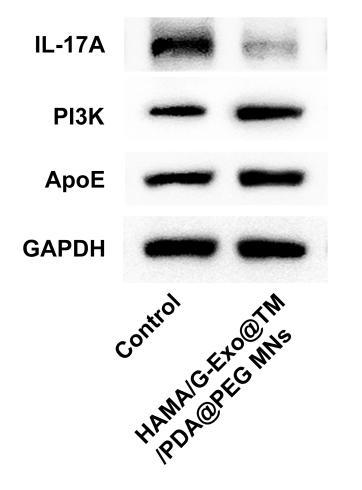 IL-17A
PI3K
ApoE
GAPDH
Control
HAMA/G-Exo@TM
/PDA@PEG MNs